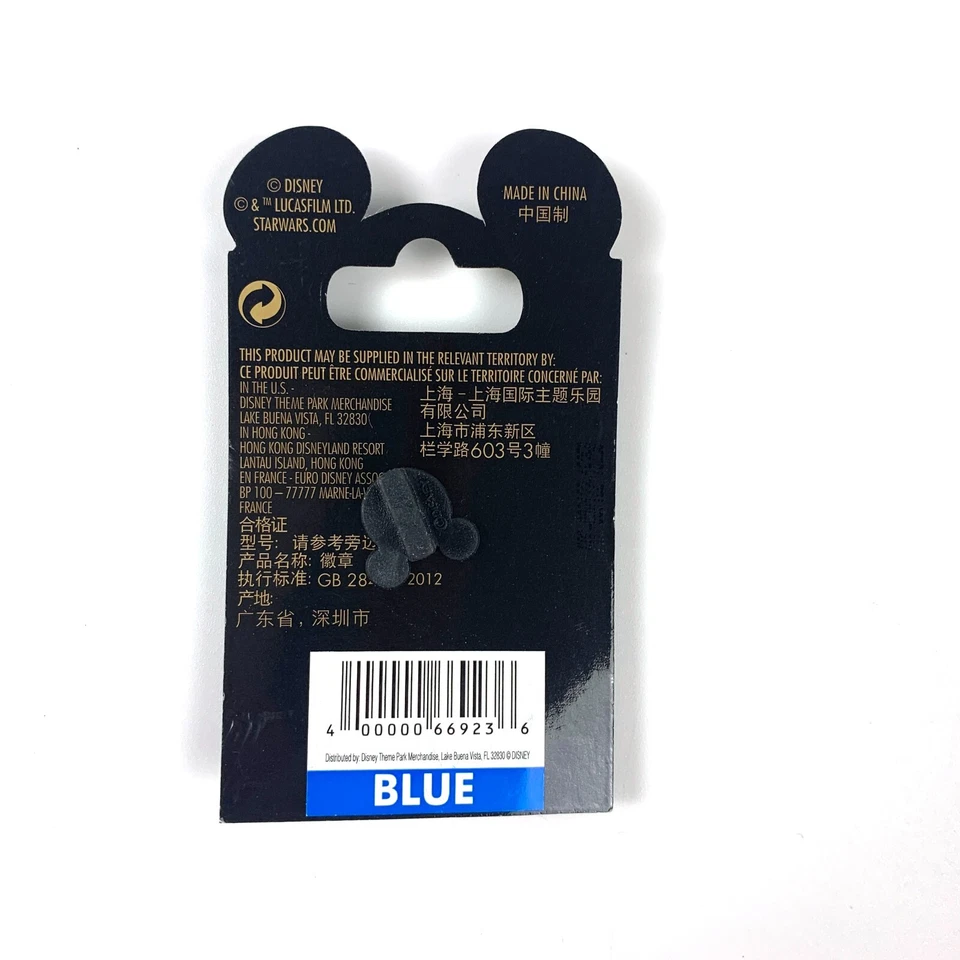 © DISNEY
© & ™ LUCASFILM LTD.
STARWARS.COM
MADE IN CHINA
中国制
THIS PRODUCT MAY BE SUPPLIED IN THE RELEVANT TERRITORY BY:
CE PRODUIT PEUT ÊTRE COMMERCIALISÉ SUR LE TERRITOIRE CONCERNÉ PAR:
IN THE U.S. -
DISNEY THEME PARK MERCHANDISE
LAKE BUENA VISTA, FL 32830
IN HONG KONG -
HONG KONG DISNEYLAND RESORT
LANTAU ISLAND, HONG KONG
EN FRANCE - EURO DISNEY
BP 100 – 77777
FRANCE
合格证
型号: 请参考旁
产品名称: 徽章
执行标准: GB 2012
产地:
广东省, 深圳市
上海 - 上海国际主题乐园
有限公司
上海市浦东新区
栏学路603号3幢
4 00000 66923 6
Distributed by: Disney Theme Park Merchandise, Lake Buena Vista, FL 32830 © DISNEY
BLUE